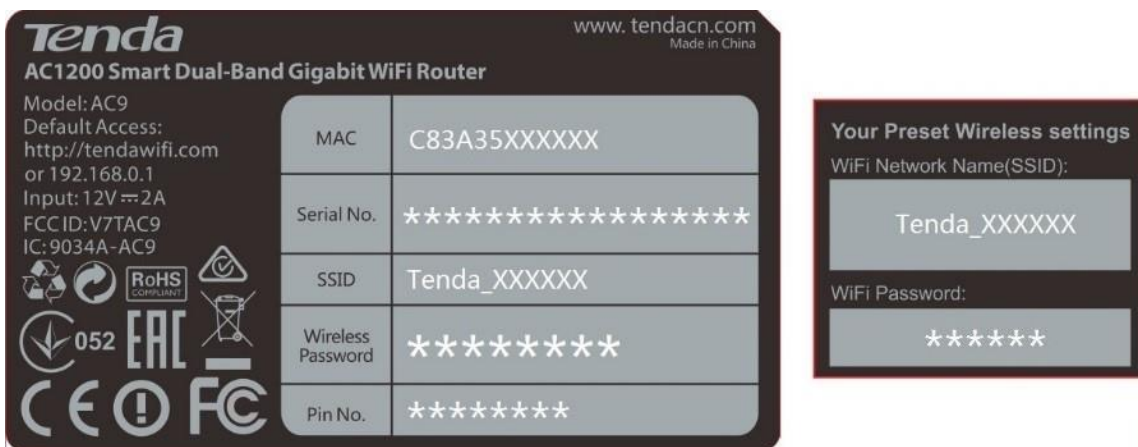 Tenda
www. tendacn.com
Made in China
AC1200 Smart Dual-Band Gigabit WiFi Router
Model: AC9
Default Access:
http://tendawifi.com
or 192.168.0.1
Input: 12V ⎓ 2A
FCC ID: V7TAC9
IC: 9034A-AC9
RoHS
COMPLIANT
052
EAC
CE
FC
MAC C83A35XXXXXX
Serial No. *****************
SSID Tenda_XXXXXX
Wireless
Password ********
Pin No. ********
Your Preset Wireless settings
WiFi Network Name(SSID):
Tenda_XXXXXX
WiFi Password:
******